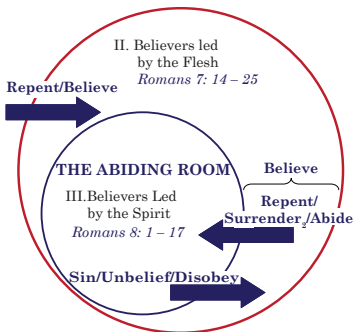 II. Believers led
by the Flesh
Romans 7: 14 – 25
Repent/Believe
THE ABIDING ROOM
III.Believers Led
by the Spirit
Romans 8: 1 – 17
Believe
Repent/
Surrender2/Abide
Sin/Unbelief/Disobey